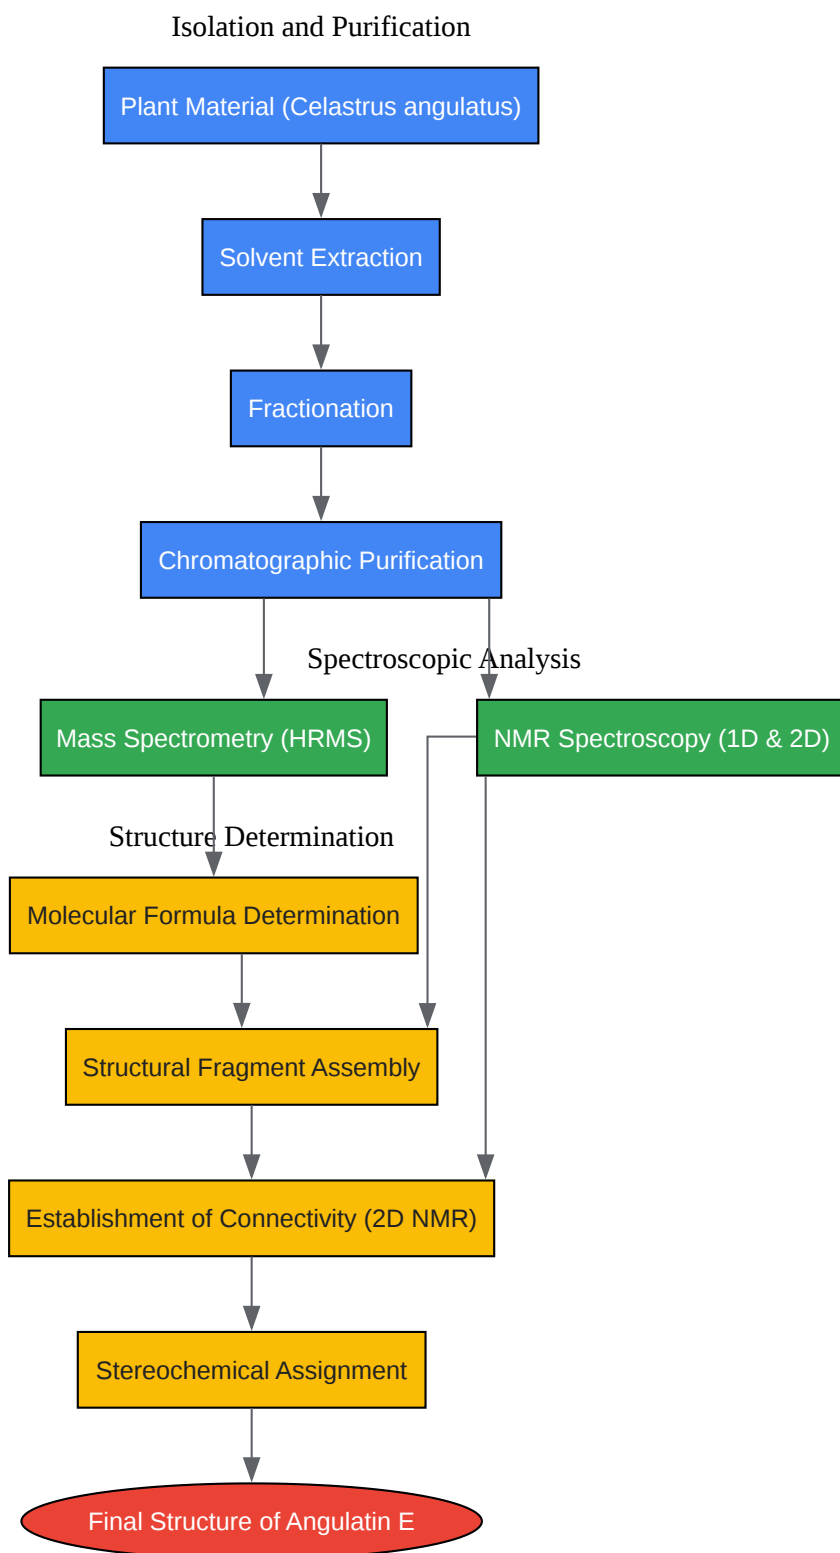 Isolation and Purification
Plant Material (Celastrus angulatus)
Solvent Extraction
Fractionation
Chromatographic Purification
Spectroscopic Analysis
Mass Spectrometry (HRMS)
NMR Spectroscopy (1D & 2D)
Structure Determination
Molecular Formula Determination
Structural Fragment Assembly
Establishment of Connectivity (2D NMR)
Stereochemical Assignment
Final Structure of Angulatin E